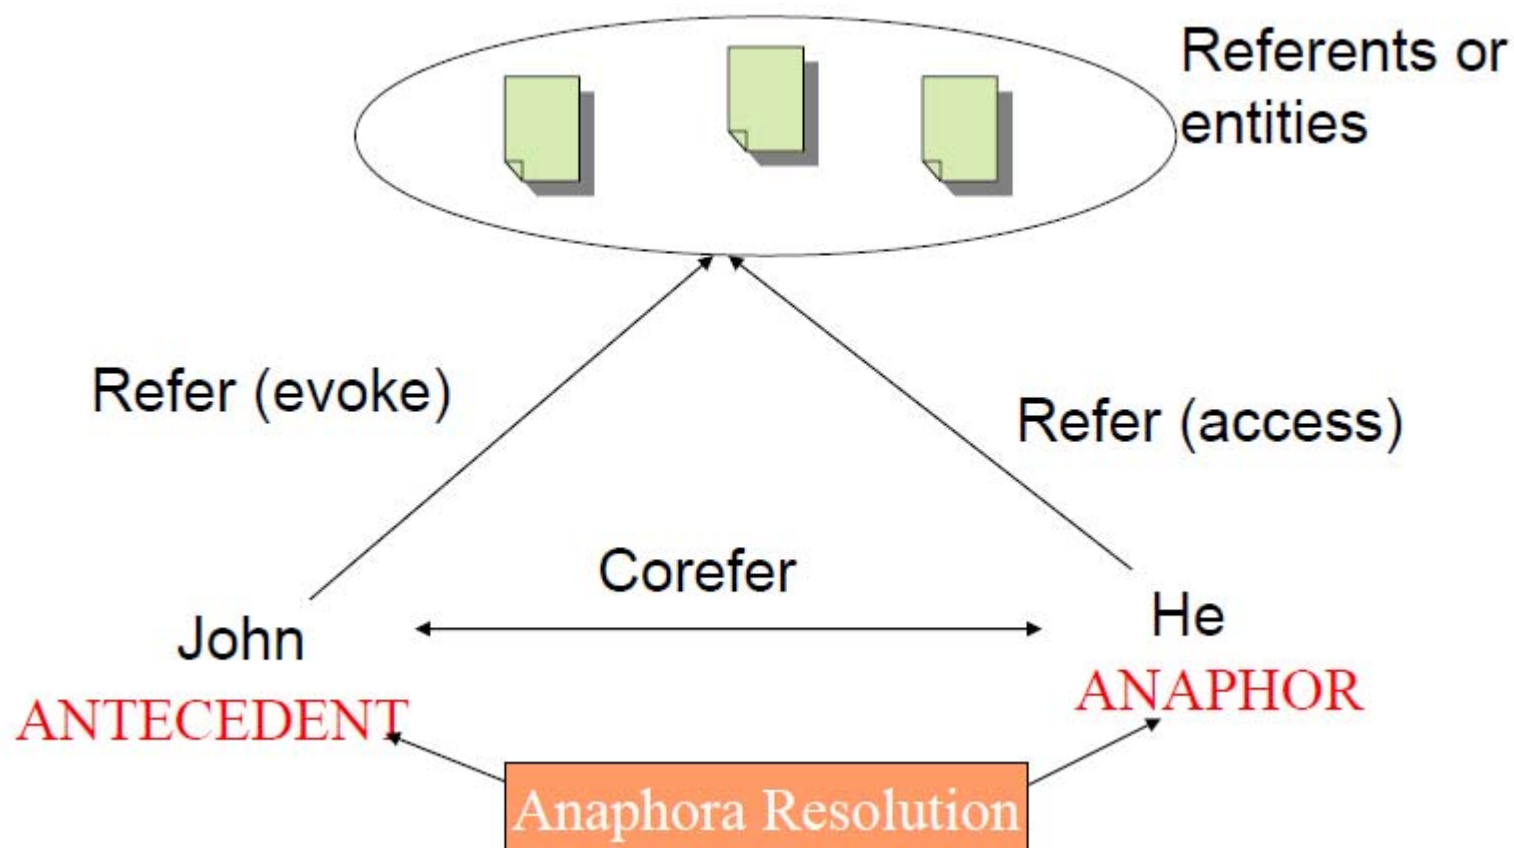 Referents or
entities
Refer (evoke)
Refer (access)
Corefer
John
He
ANTECEDENT
ANAPHOR
Anaphora Resolution